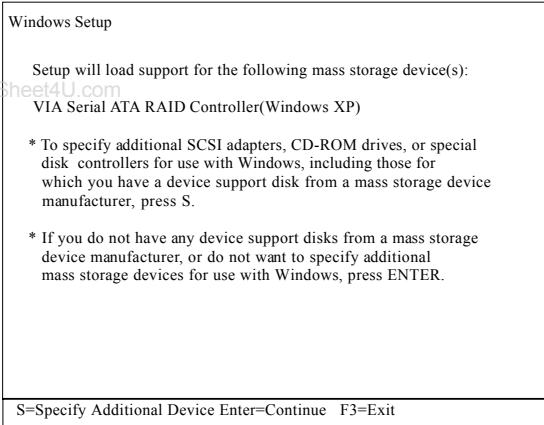 Windows Setup
Setup will load support for the following mass storage device(s):
Sheet4U.com
VIA Serial ATA RAID Controller(Windows XP)
* To specify additional SCSI adapters, CD-ROM drives, or special
disk controllers for use with Windows, including those for
which you have a device support disk from a mass storage device
manufacturer, press S.
* If you do not have any device support disks from a mass storage
device manufacturer, or do not want to specify additional
mass storage devices for use with Windows, press ENTER.
S=Specify Additional Device Enter=Continue F3=Exit